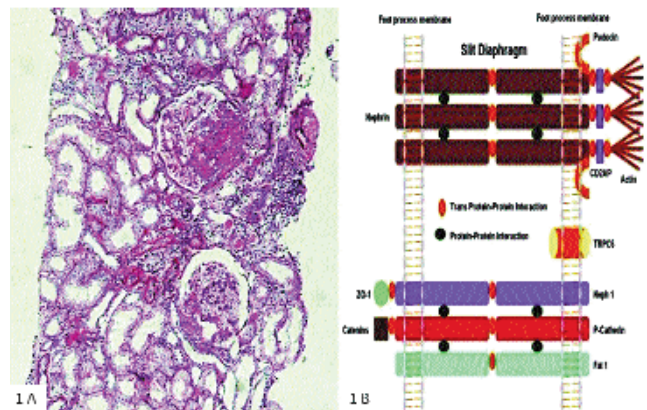 1 A
1 B
Foot process membrane
Foot process membrane
Slit Diaphragm
Podocin
Nephrin
CD2AP
Actin
Trans Protein-Protein Interaction
Protein-Protein Interaction
TRPC6
ZO-1
Neph 1
Catenins
P-Cadherin
Fat 1